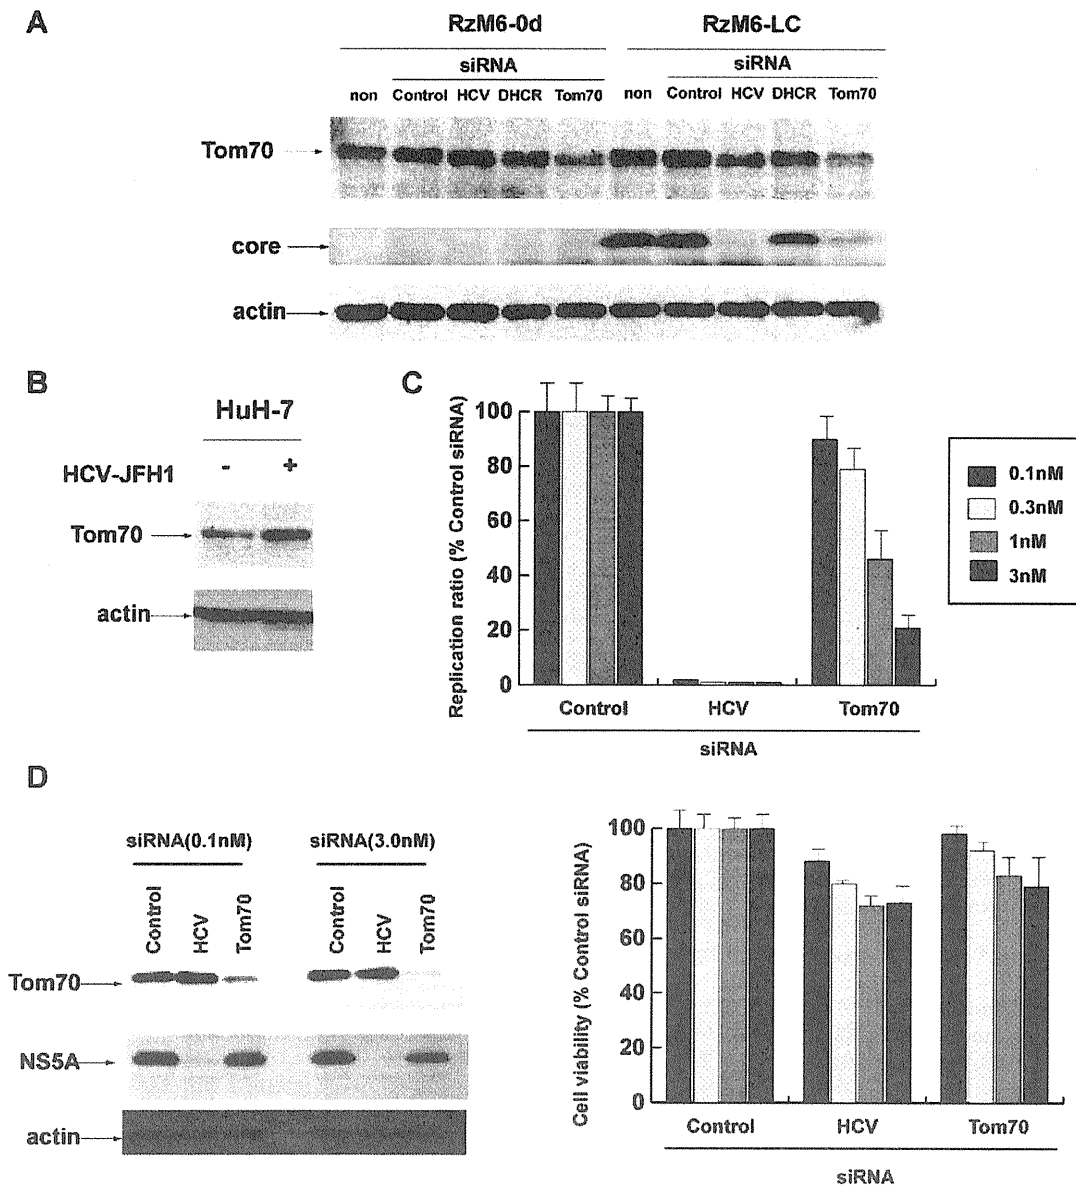 A
RzM6-0d RzM6-LC
siRNA siRNA
non Control HCV DHCR Tom70 non Control HCV DHCR Tom70
Tom70
core
actin
B
HuH-7
HCV-JFH1 - +
Tom70
actin
C
Replication ratio (% Control siRNA)
100
80
60
40
20
0
Control HCV Tom70
siRNA
0.1nM
0.3nM
1nM
3nM
D
siRNA(0.1nM) siRNA(3.0nM)
Control HCV Tom70 Control HCV Tom70
Tom70
NS5A
actin
Cell viability (% Control siRNA)
100
80
60
40
20
0
Control HCV Tom70
siRNA